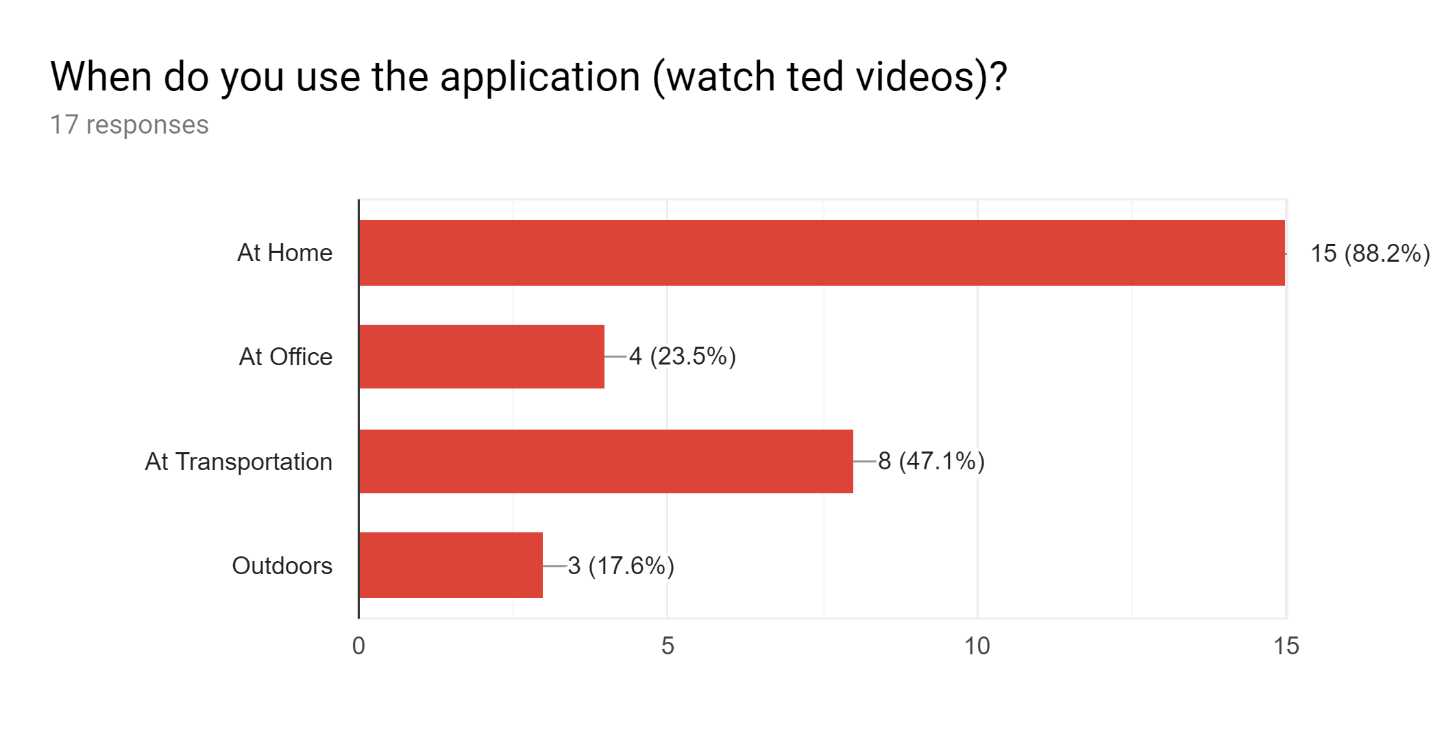 When do you use the application (watch ted videos)?
17 responses
At Home
15 (88.2%)
At Office
4 (23.5%)
At Transportation
8 (47.1%)
Outdoors
3 (17.6%)
0
5
10
15